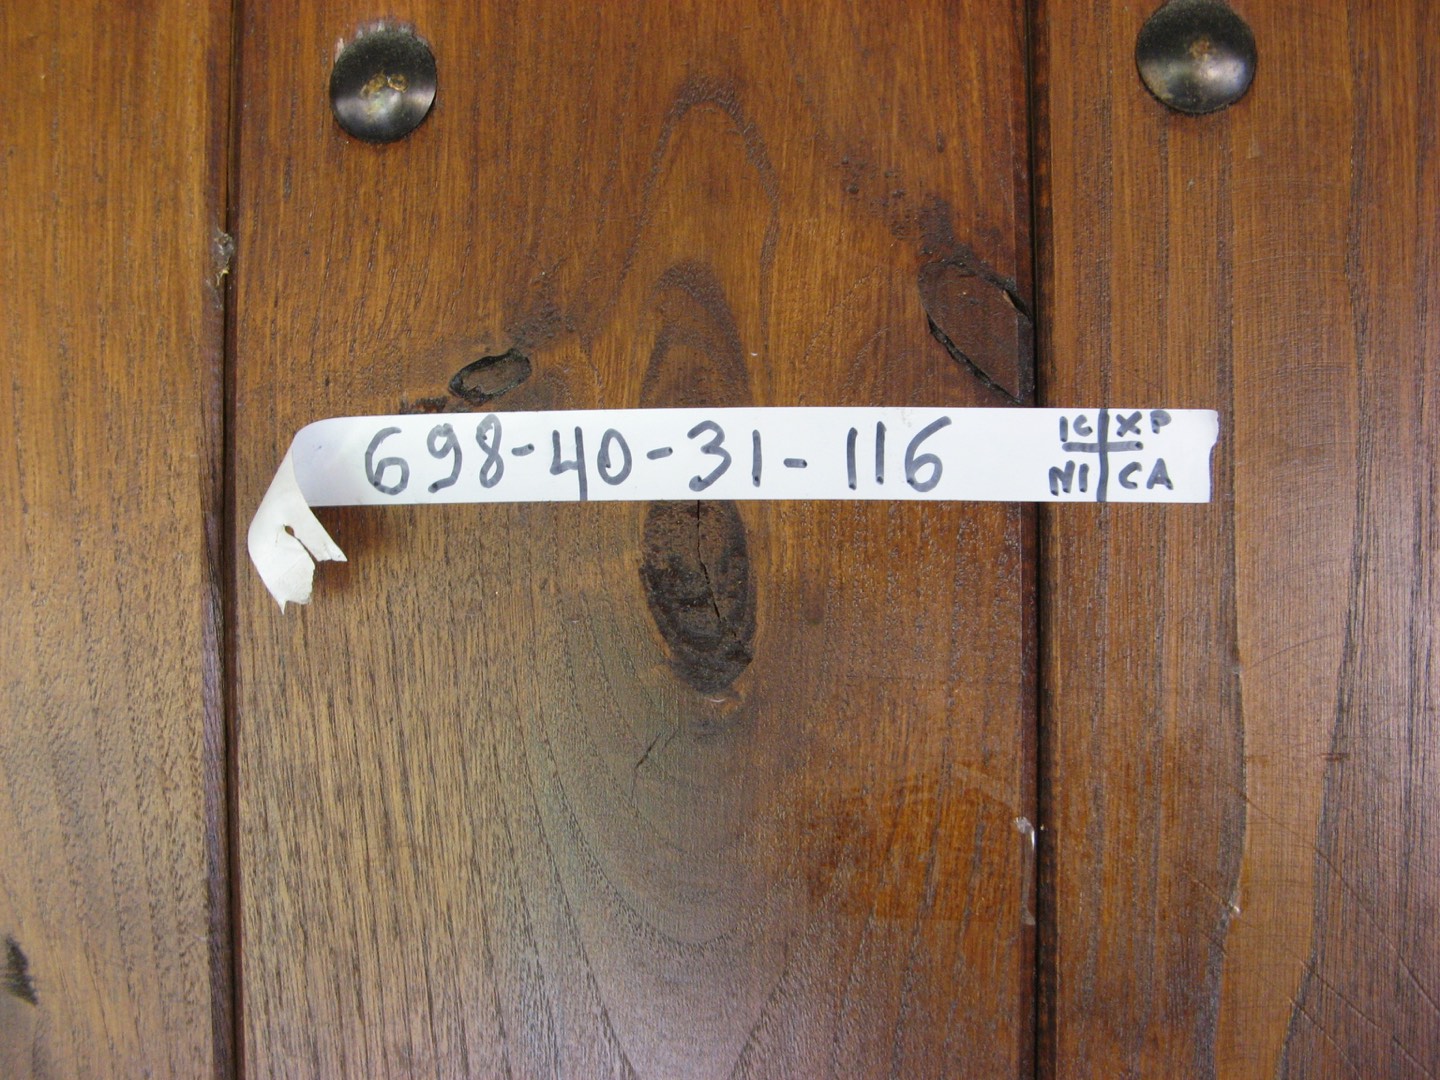 698-40-31-116
IC XP
NI CA